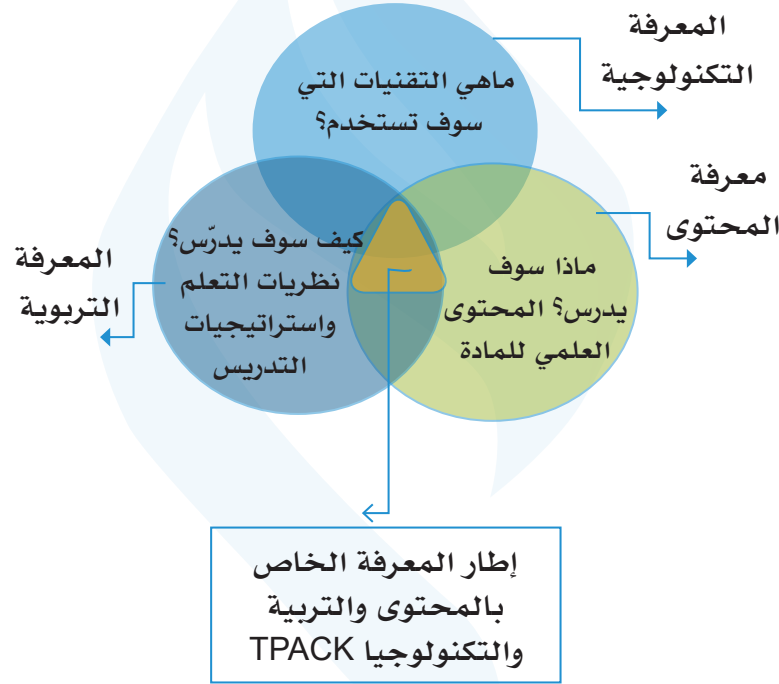 المعرفة
التكنولوجية
ماهي التقنيات التي
سوف تستخدم؟
معرفة
المحتوى
ماذا سوف
يدرس؟ المحتوى
العلمي للمادة
كيف سوف يدرّس؟
نظريات التعلم
واستراتيجيات
التدريس
المعرفة
التربوية
إطار المعرفة الخاص
بالمحتوى والتربية
والتكنولوجيا TPACK